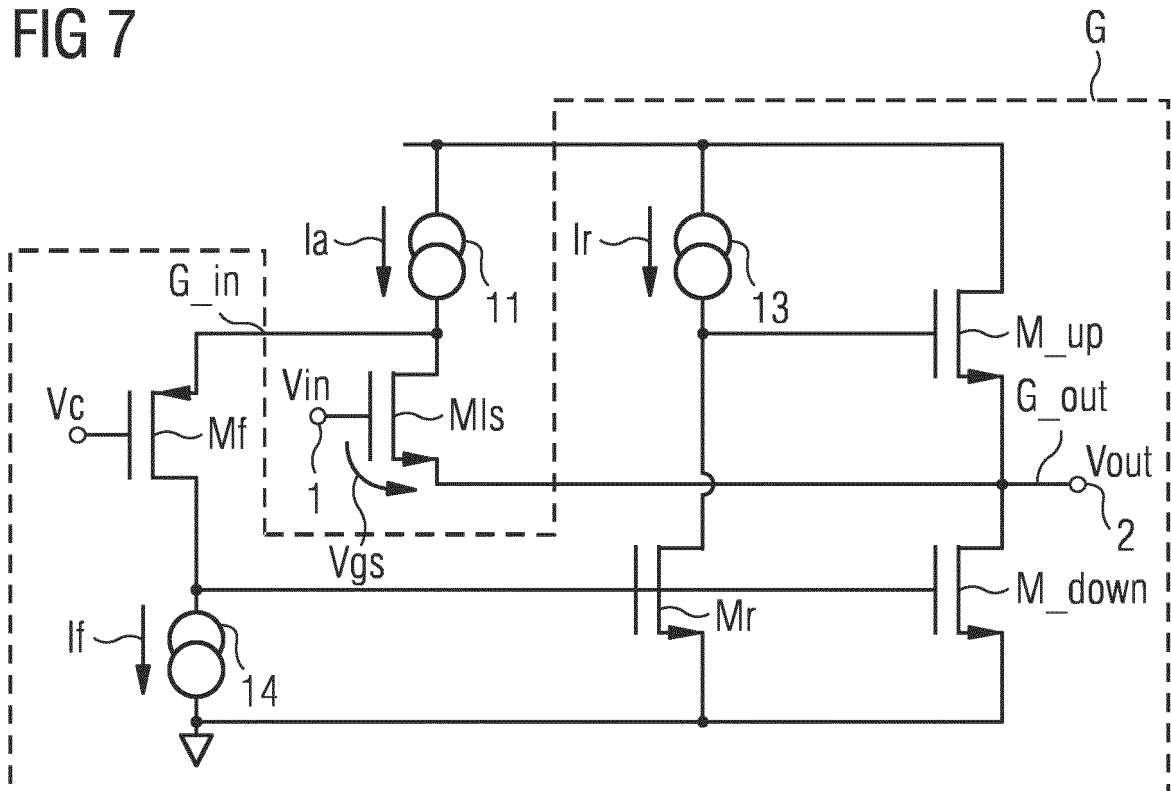 FIG 7
G
Ia
Ir
G_in
11
13
M_up
Vin
Vc
Mf
Mls
G_out
Vout
1
2
Vgs
M_down
Mr
If
14